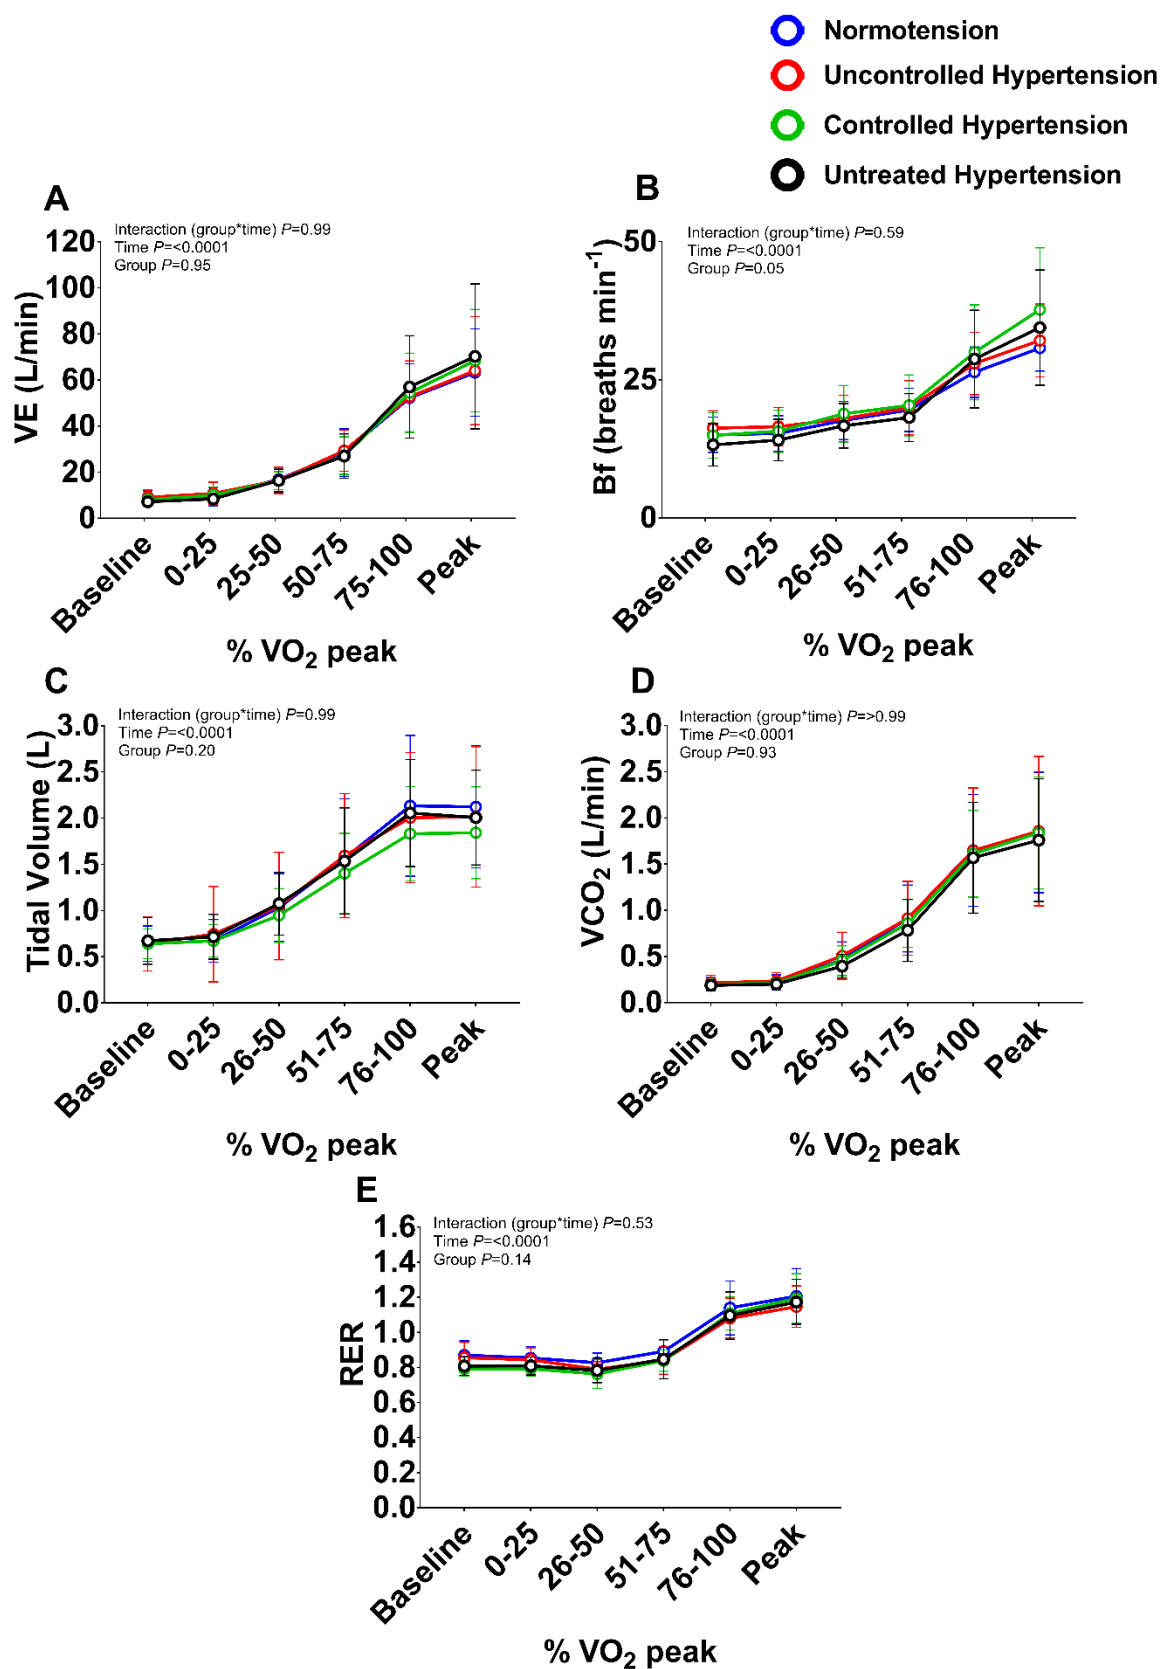 Normotension
Uncontrolled Hypertension
Controlled Hypertension
Untreated Hypertension
A
Interaction (group*time) P=0.99
Time P=<0.0001
Group P=0.95
VE (L/min)
120
100
80
60
40
20
0
Baseline
0-25
25-50
50-75
75-100
Peak
% VO₂ peak
B
Interaction (group*time) P=0.59
Time P=<0.0001
Group P=0.05
Bf (breaths min⁻¹)
50
25
0
Baseline
0-25
26-50
51-75
76-100
Peak
% VO₂ peak
C
Interaction (group*time) P=0.99
Time P=<0.0001
Group P=0.20
Tidal Volume (L)
3.0
2.5
2.0
1.5
1.0
0.5
0.0
Baseline
0-25
26-50
51-75
76-100
Peak
% VO₂ peak
D
Interaction (group*time) P=>0.99
Time P=<0.0001
Group P=0.93
VCO₂ (L/min)
3.0
2.5
2.0
1.5
1.0
0.5
0.0
Baseline
0-25
26-50
51-75
76-100
Peak
% VO₂ peak
E
Interaction (group*time) P=0.53
Time P=<0.0001
Group P=0.14
RER
1.6
1.4
1.2
1.0
0.8
0.6
0.4
0.2
0.0
Baseline
0-25
26-50
51-75
76-100
Peak
% VO₂ peak